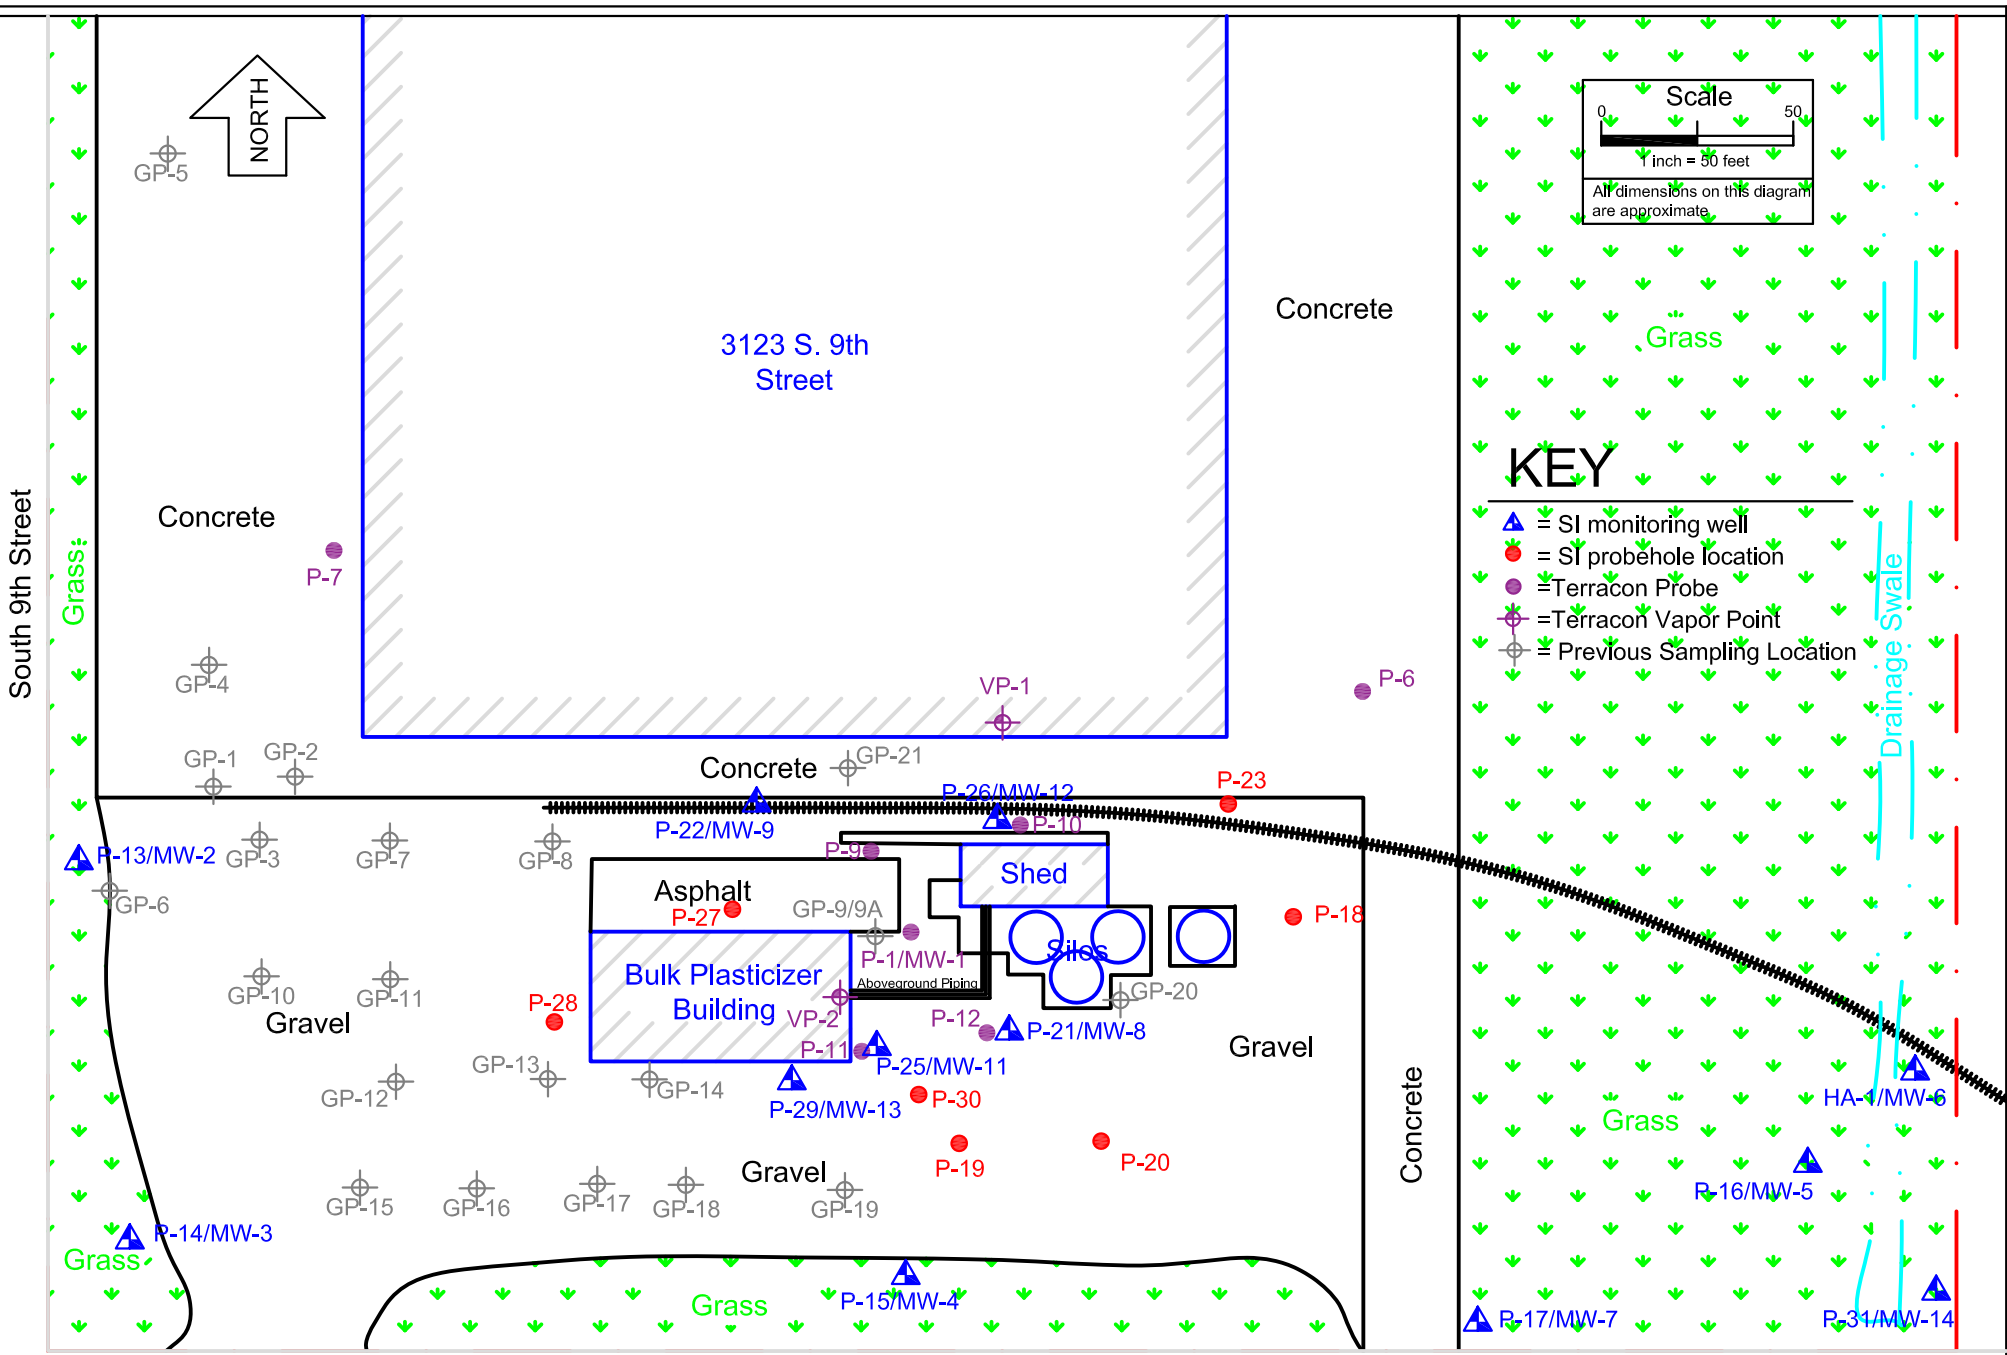 NORTH
GP-5
Scale
0
50
1 inch = 50 feet
All dimensions on this diagram
are approximate
Concrete
3123 S. 9th
Street
Grass
KEY
= SI monitoring well
= SI probehole location
=Terracon Probe
=Terracon Vapor Point
= Previous Sampling Location
South 9th Street
Grass
Concrete
P-7
Drainage Swale
GP-4
VP-1
P-6
GP-1
GP-2
Concrete
GP-21
P-23
P-26/MW-12
P-22/MW-9
P-10
P-13/MW-2
GP-3
GP-7
GP-8
P-9
Shed
Asphalt
GP-6
P-27
GP-9/9A
P-18
Silos
P-1/MW-1
Bulk Plasticizer
Building
Aboveground Piping
GP-10
GP-11
GP-20
P-28
Gravel
VP-2
P-12
P-21/MW-8
Gravel
P-11
P-25/MW-11
GP-13
GP-14
GP-12
P-29/MW-13
P-30
HA-1/MW-6
Concrete
Grass
P-19
P-20
Gravel
P-16/MW-5
GP-15
GP-16
GP-17
GP-18
GP-19
P-14/MW-3
Grass
Grass
P-15/MW-4
P-17/MW-7
P-31/MW-14